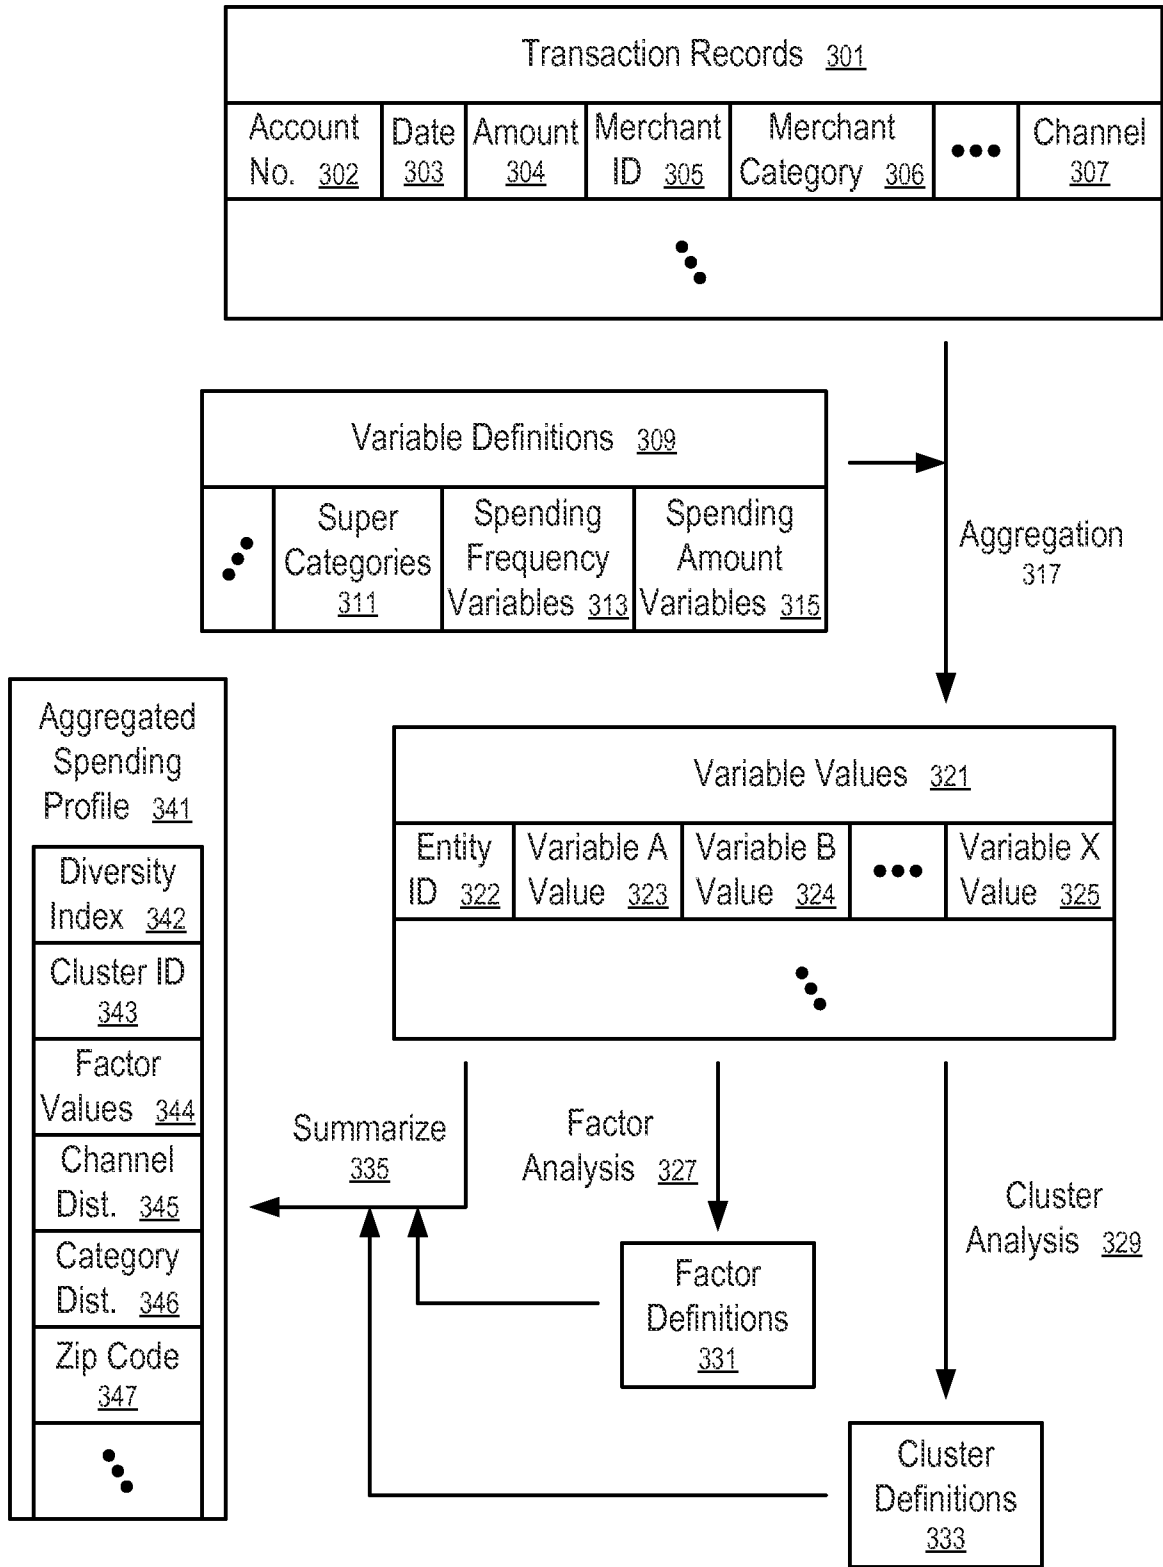 Transaction Records 301
Account No. 302
Date 303
Amount 304
Merchant ID 305
Merchant Category 306
Channel 307
Variable Definitions 309
Super Categories 311
Spending Frequency Variables 313
Spending Amount Variables 315
Aggregation 317
Aggregated
Spending
Profile 341
Diversity
Index 342
Cluster ID
343
Factor
Values 344
Channel
Dist. 345
Category
Dist. 346
Zip Code
347
Variable Values 321
Entity ID 322
Variable A Value 323
Variable B Value 324
Variable X Value 325
Summarize
335
Factor
Analysis 327
Cluster
Analysis 329
Factor
Definitions
331
Cluster
Definitions
333